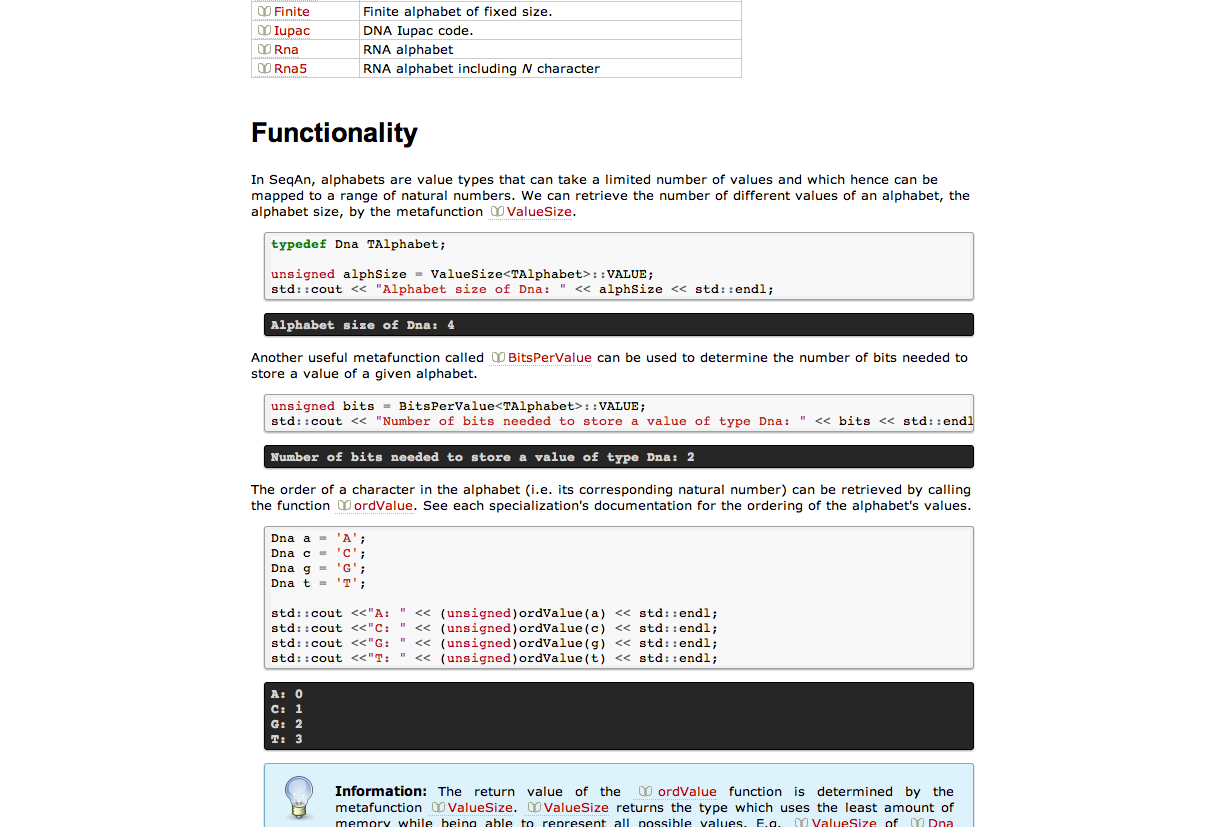 Finite Finite alphabet of fixed size.
Iupac DNA Iupac code.
Rna RNA alphabet
Rna5 RNA alphabet including N character
Functionality
In SeqAn, alphabets are value types that can take a limited number of values and which hence can be
mapped to a range of natural numbers. We can retrieve the number of different values of an alphabet, the
alphabet size, by the metafunction ValueSize.
typedef Dna TAlphabet;
unsigned alphSize = ValueSize<TAlphabet>::VALUE;
std::cout << "Alphabet size of Dna: " << alphSize << std::endl;
Alphabet size of Dna: 4
Another useful metafunction called BitsPerValue can be used to determine the number of bits needed to
store a value of a given alphabet.
unsigned bits = BitsPerValue<TAlphabet>::VALUE;
std::cout << "Number of bits needed to store a value of type Dna: " << bits << std::endl
Number of bits needed to store a value of type Dna: 2
The order of a character in the alphabet (i.e. its corresponding natural number) can be retrieved by calling
the function ordValue. See each specialization's documentation for the ordering of the alphabet's values.
Dna a = 'A';
Dna c = 'C';
Dna g = 'G';
Dna t = 'T';
std::cout <<"A: " << (unsigned)ordValue(a) << std::endl;
std::cout <<"C: " << (unsigned)ordValue(c) << std::endl;
std::cout <<"G: " << (unsigned)ordValue(g) << std::endl;
std::cout <<"T: " << (unsigned)ordValue(t) << std::endl;
A: 0
C: 1
G: 2
T: 3
Information: The return value of the ordValue function is determined by the
metafunction ValueSize. ValueSize returns the type which uses the least amount of
memory while being able to represent all possible values. E.g. ValueSize of Dna